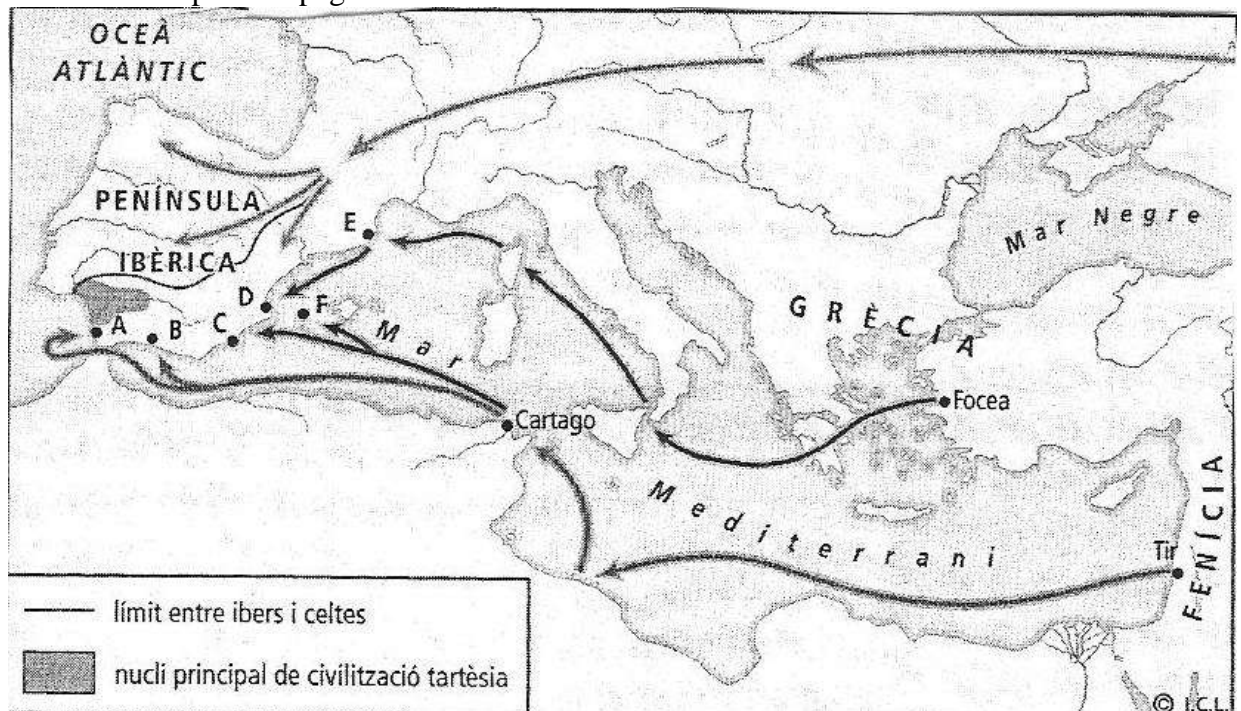 OCEÀ
ATLÀNTIC
PENÍNSULA
IBÈRICA
E
D
F
A
B
C
Mar
Mediterrani
Cartago
GRÈCIA
Focea
Mar Negre
Tir
FENÍCIA
límit entre ibers i celtes
nucli principal de civilització tartèsia
© I.C.L.